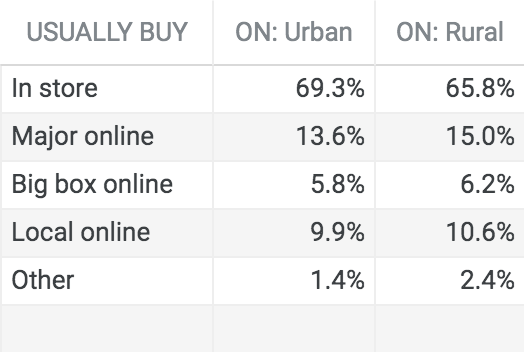 USUALLY BUY ON: Urban ON: Rural
In store 69.3% 65.8%
Major online 13.6% 15.0%
Big box online 5.8% 6.2%
Local online 9.9% 10.6%
Other 1.4% 2.4%